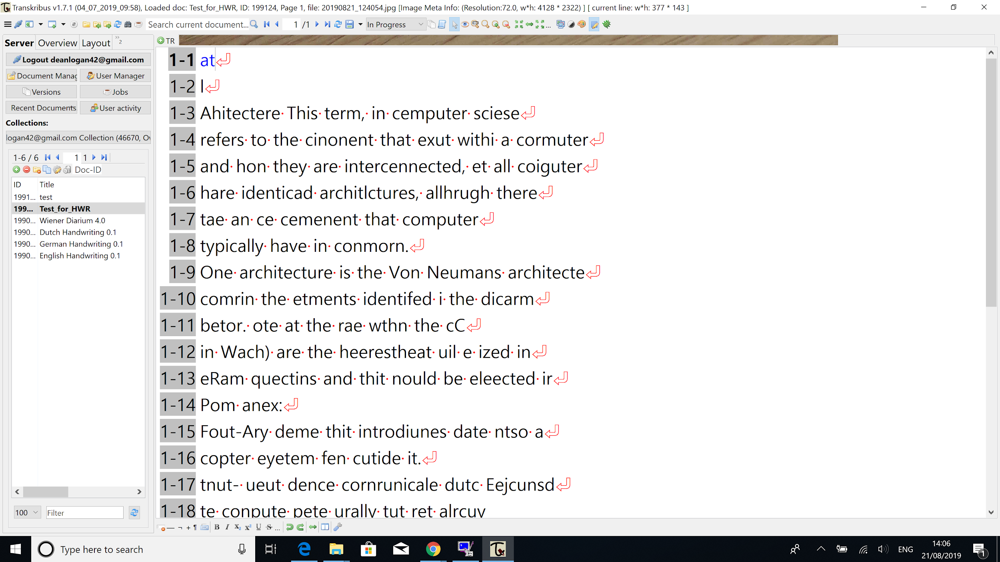 Transkribus v1.7.1 (04_07_2019_09:58), Loaded doc: Test_for_HWR, ID: 199124, Page 1, file: 20190821_124054.jpg [Image Meta Info: (Resolution:72.0, w*h: 4128 * 2322) ] [ current line: w*h: 377 * 143 ]
Search current document... 1 /1 In Progress ...
Server Overview Layout » 2
TR
Logout deanlogan42@gmail.com
Document Manag User Manager
Versions Jobs
Recent Documents User activity
Collections:
logan42@gmail.com Collection (46670, Ow
1-6 / 6 1 1
Doc-ID
ID Title
1991... test
199... Test_for_HWR
1990... Wiener Diarium 4.0
1990... Dutch Handwriting 0.1
1990... German Handwriting 0.1
1990... English Handwriting 0.1
100 Filter
1-1 at
1-2 l
1-3 Ahitectere· This· term,· in· cemputer· sciese
1-4 refers· to· the· cinonent· that· exut· withi· a· cormuter
1-5 and· hon· they· are· intercennected,· et· all· coiguter
1-6 hare· identicad· architlctures,· allhrugh· there
1-7 tae· an· ce· cemenent· that· computer
1-8 typically· have· in· conmorn.
1-9 One· architecture· is· the· Von· Neumans· architecte
1-10 comrin· the· etments· identifed· i· the· dicarm
1-11 betor.· ote· at· the· rae· wthn· the· cC
1-12 in· Wach)· are· the· heerestheat· uil· e· ized· in
1-13 eRam· quectins· and· thit· nould· be· eleected· ir
1-14 Pom· anex:
1-15 Fout-Ary· deme· thit· introdiunes· date· ntso· a
1-16 copter· eyetem· fen· cutide· it.
1-17 tnut-· ueut· dence· cornrunicale· dutc· Eejcunsd
1-18 te· conpute· pete· urally· tut· ret· alrcuv
— ¬ + ¶ B I X₂ X² U S ...
Type here to search
ENG
14:06
21/08/2019
1